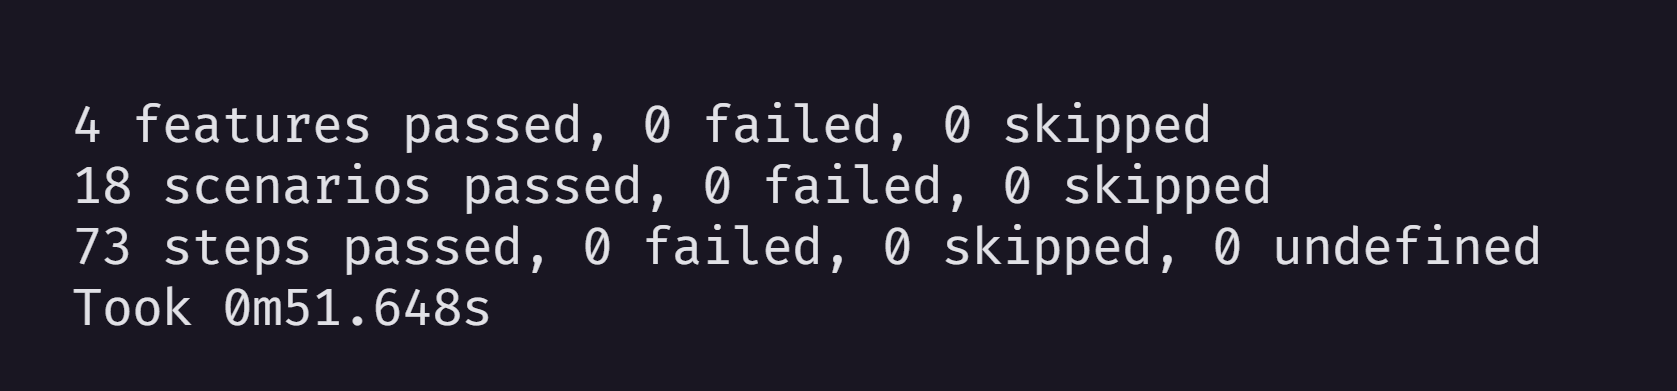 4 features passed, 0 failed, 0 skipped
18 scenarios passed, 0 failed, 0 skipped
73 steps passed, 0 failed, 0 skipped, 0 undefined
Took 0m51.648s